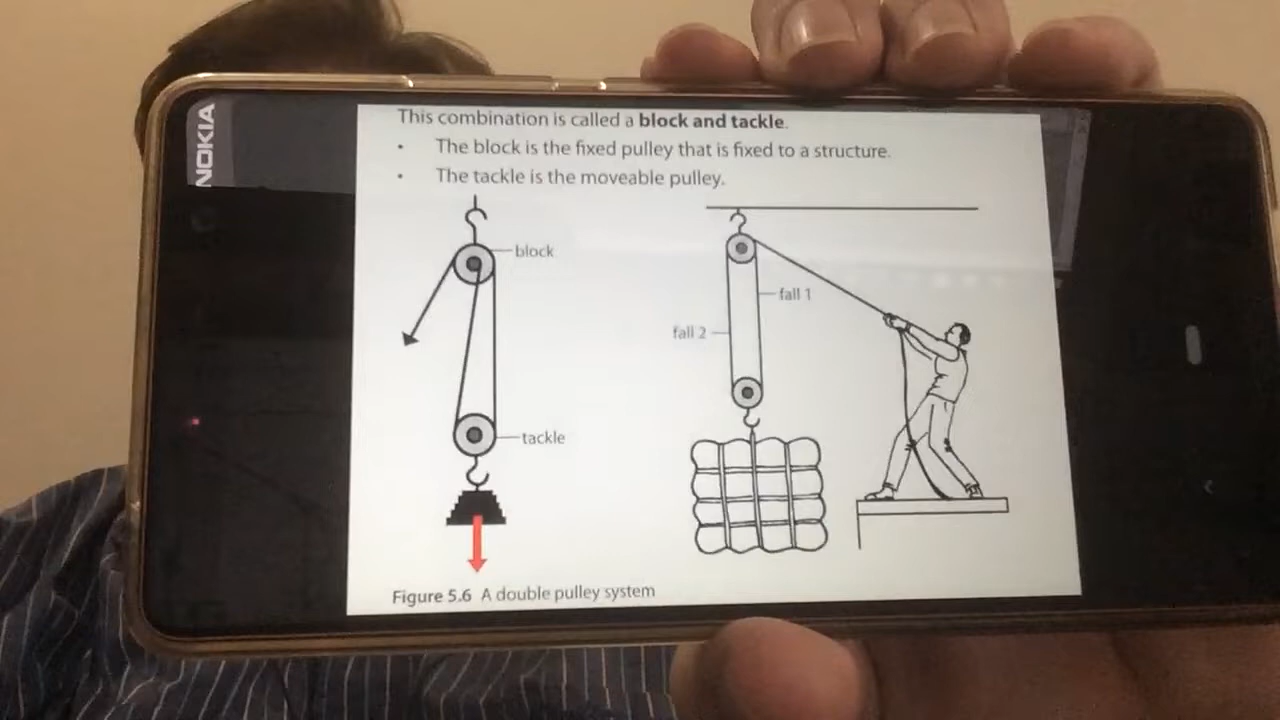 NOKIA
This combination is called a block and tackle.
• The block is the fixed pulley that is fixed to a structure.
• The tackle is the moveable pulley.
block
fall 1
fall 2
tackle
Figure 5.6 A double pulley system